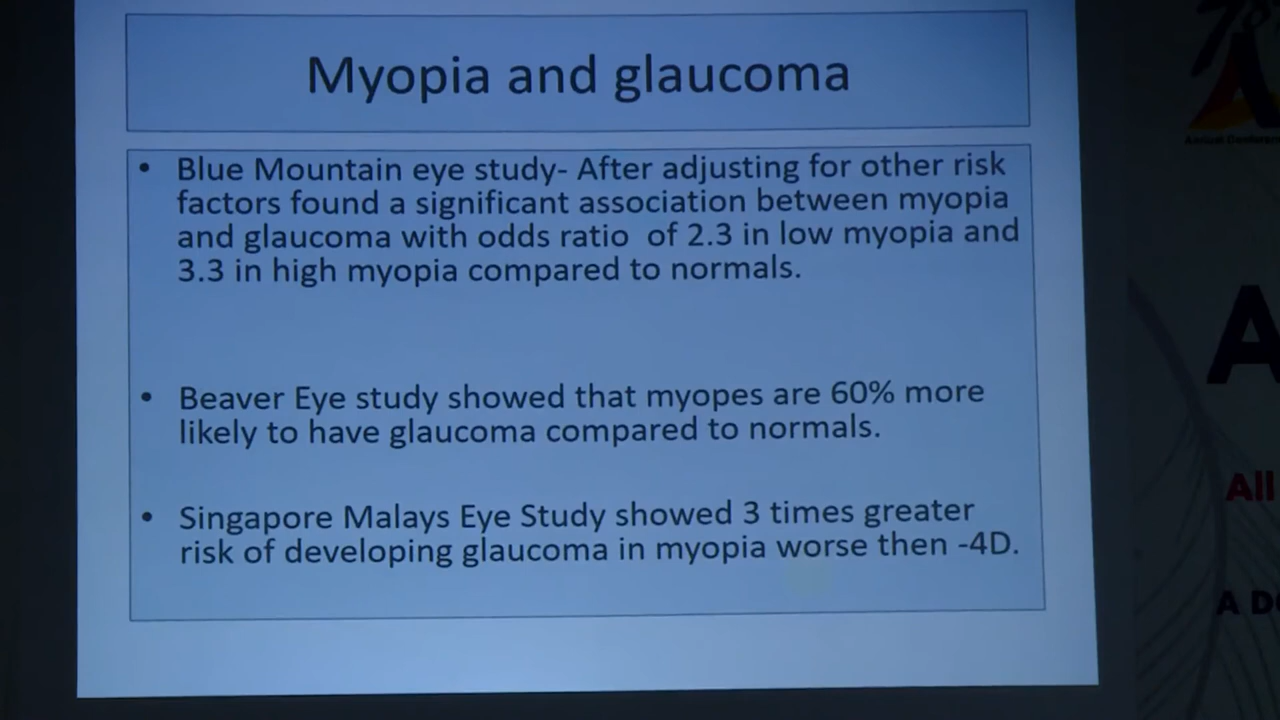 Myopia and glaucoma
• Blue Mountain eye study- After adjusting for other risk
factors found a significant association between myopia
and glaucoma with odds ratio of 2.3 in low myopia and
3.3 in high myopia compared to normals.
• Beaver Eye study showed that myopes are 60% more
likely to have glaucoma compared to normals.
• Singapore Malays Eye Study showed 3 times greater
risk of developing glaucoma in myopia worse then -4D.
A
All